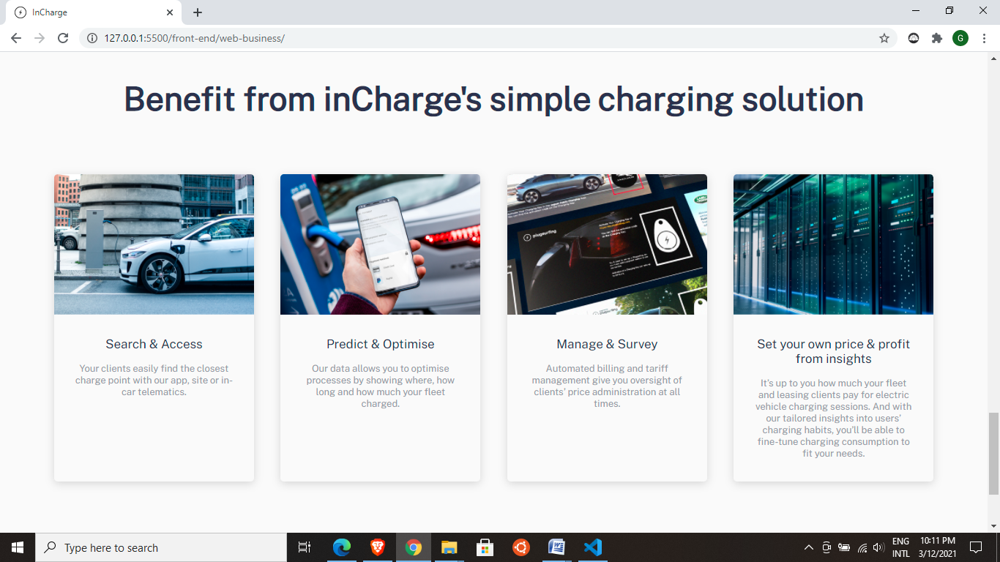 InCharge
127.0.0.1:5500/front-end/web-business/
G
Benefit from inCharge's simple charging solution
plugsurfing
Search & Access
Your clients easily find the closest
charge point with our app, site or in-
car telematics.
Predict & Optimise
Our data allows you to optimise
processes by showing where, how
long and how much your fleet
charged.
Manage & Survey
Automated billing and tariff
management give you oversight of
clients' price administration at all
times.
Set your own price & profit
from insights
It's up to you how much your fleet
and leasing clients pay for electric
vehicle charging sessions. And with
our tailored insights into users'
charging habits, you'll be able to
fine-tune charging consumption to
fit your needs.
Type here to search
ENG
INTL
10:11 PM
3/12/2021